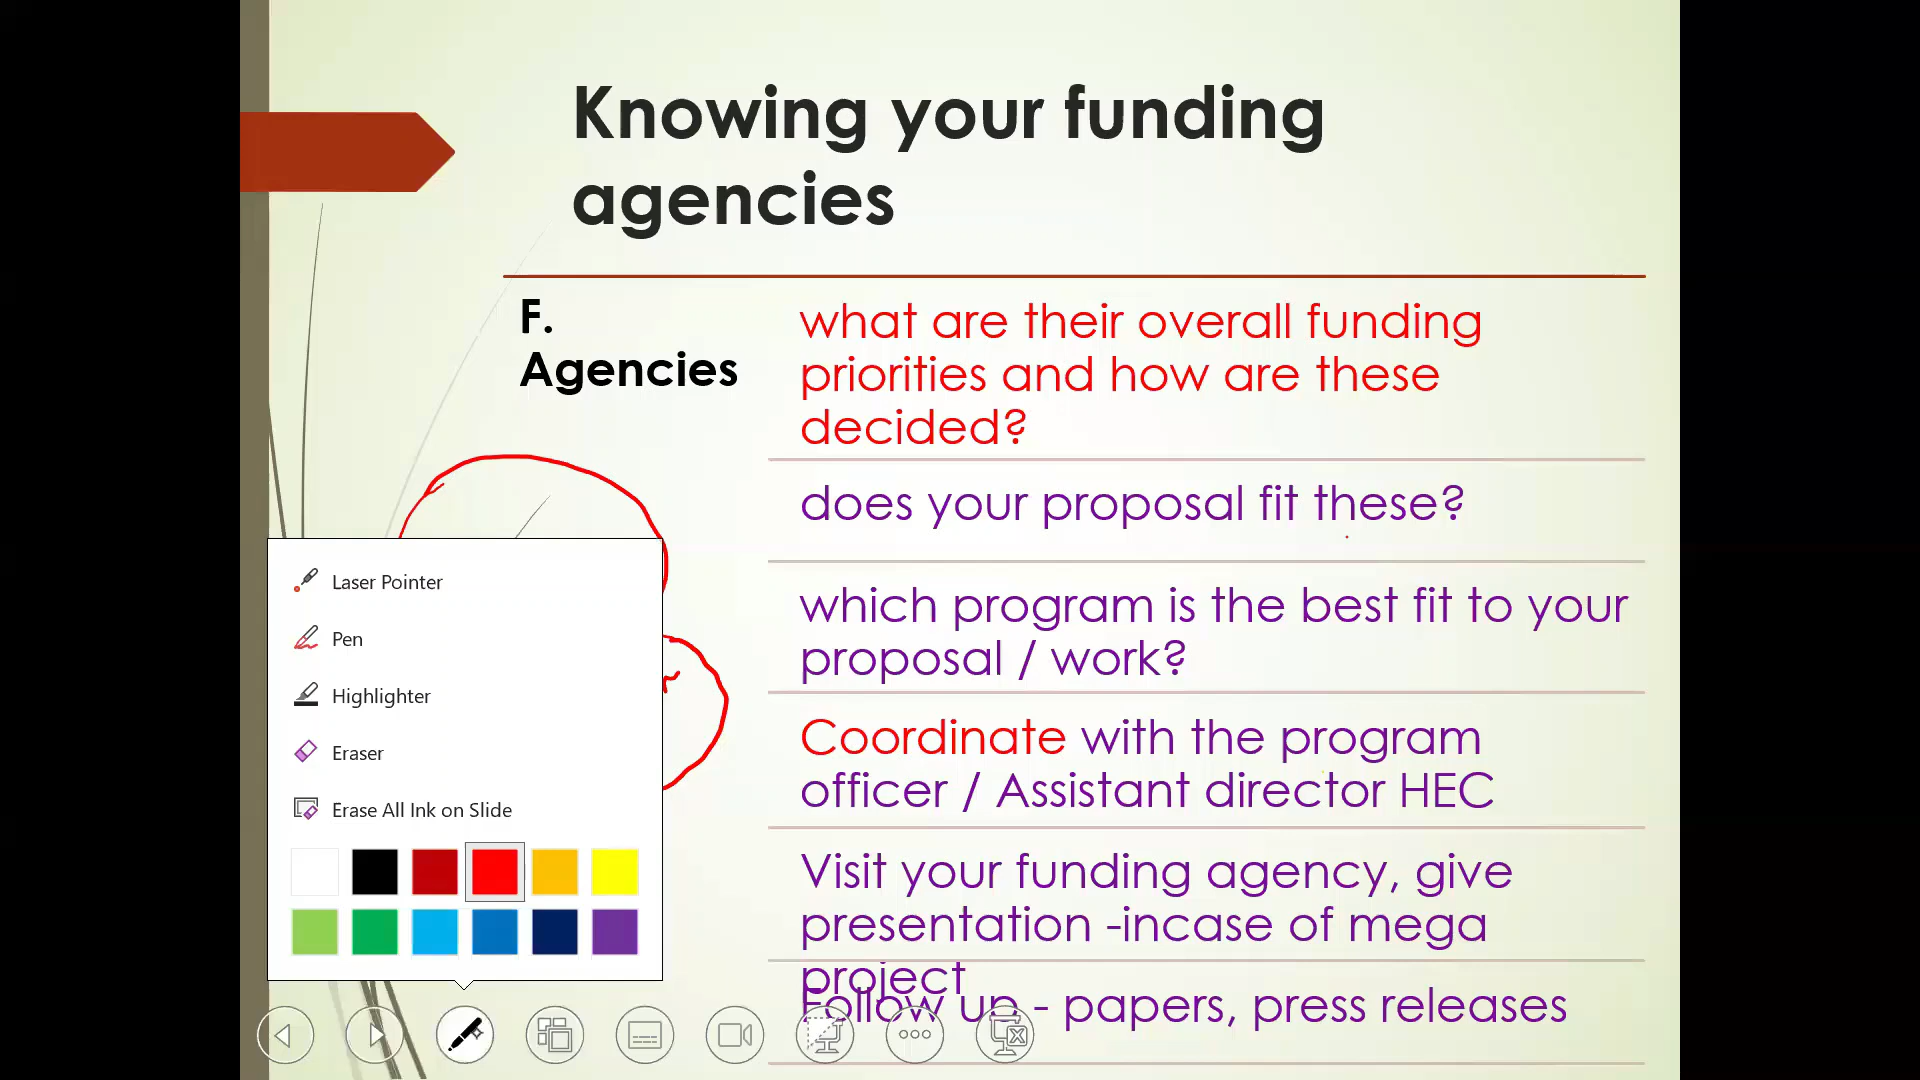 Knowing your funding
agencies
F.
Agencies
what are their overall funding
priorities and how are these
decided?
does your proposal fit these?
which program is the best fit to your
proposal / work?
Coordinate with the program
officer / Assistant director HEC
Visit your funding agency, give
presentation -incase of mega
project
Follow up - papers, press releases
Laser Pointer
Pen
Highlighter
Eraser
Erase All Ink on Slide